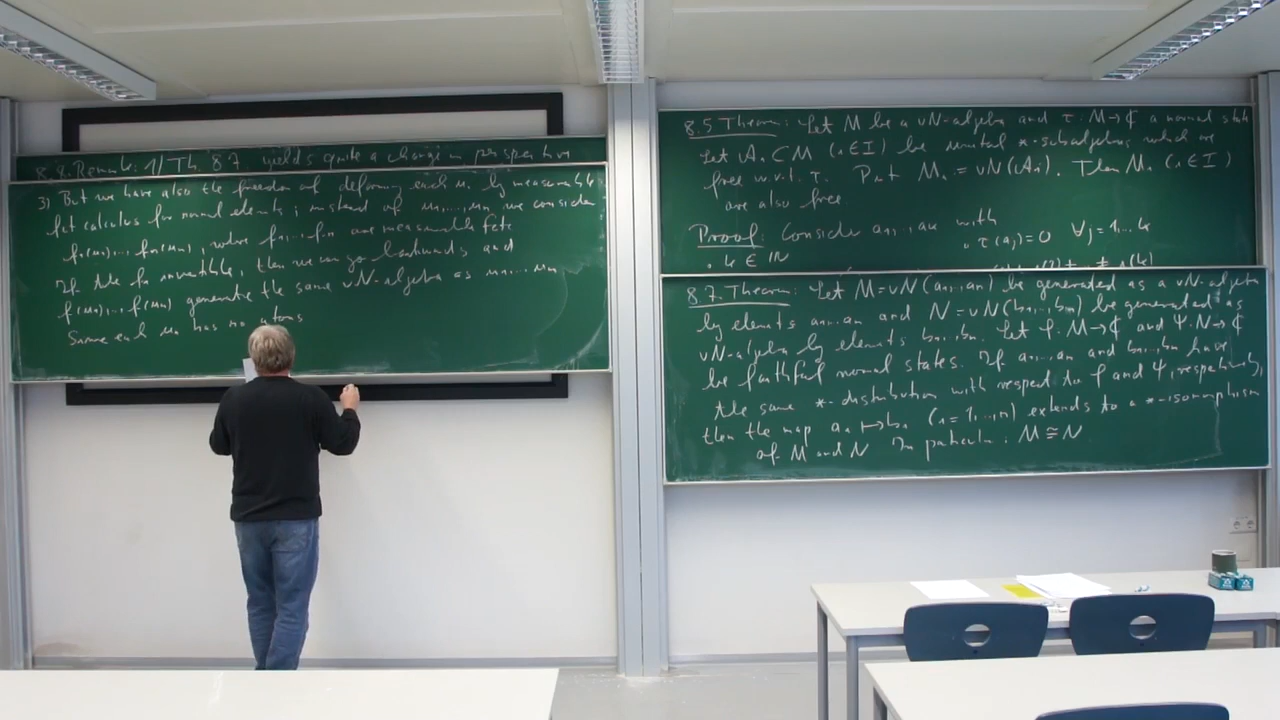 8.8. Remarks: 1) Th. 8.7 yields quite a change in perspective
3) But we have also the freedom of deforming each u_i by measurable
fct calculus for normal elemts; instead of u_1,...,u_n we consider
f_1(u_1),..., f_n(u_n), where f_1,...,f_n are measurable fcts
If the f_i invertible, then we can go backwards and
f_1(u_1),...,f_n(u_n) generate the same vN-algebra as u_1,...,u_n
Since each u_i has no atoms
8.5 Theorem: Let M be a vN-algebra and τ: M→ℂ a normal state
Let A_i ⊂ M (i∈I) be unital *-subalgebras which are
free w.r.t. τ. Put M_i = vN(A_i). Then M_i (i∈I)
are also free
Proof: Consider a_1,...,a_k with
. k ∈ ℕ . τ(a_j)=0 ∀j=1...k
8.7. Theorem: Let M=vN(a_1,...,a_n) be generated as a vN-algebra
by elemts a_1,...,a_n and N=vN(b_1,...,b_n) be generated as
vN-algebra by elemts b_1,...,b_n. Let φ: M→ℂ and ψ: N→ℂ
be faithful normal states. If a_1,...,a_n and b_1,...,b_n have
the same *-distribution with respect to φ and ψ, respectively,
then the map a_i ↦ b_i (i=1,...,n) extends to a *-isomorphism
of M and N In particular: M ≅ N